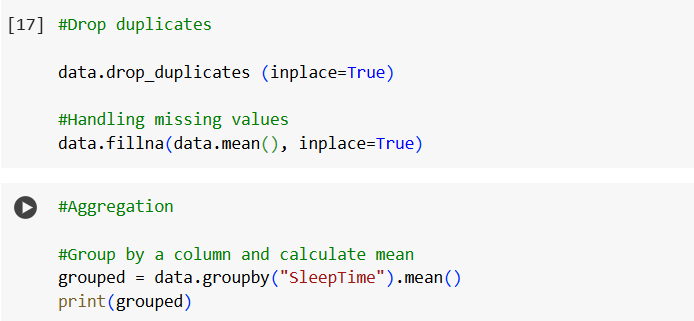 [17] #Drop duplicates
data.drop_duplicates (inplace=True)
#Handling missing values
data.fillna(data.mean(), inplace=True)
#Aggregation
#Group by a column and calculate mean
grouped = data.groupby("SleepTime").mean()
print(grouped)